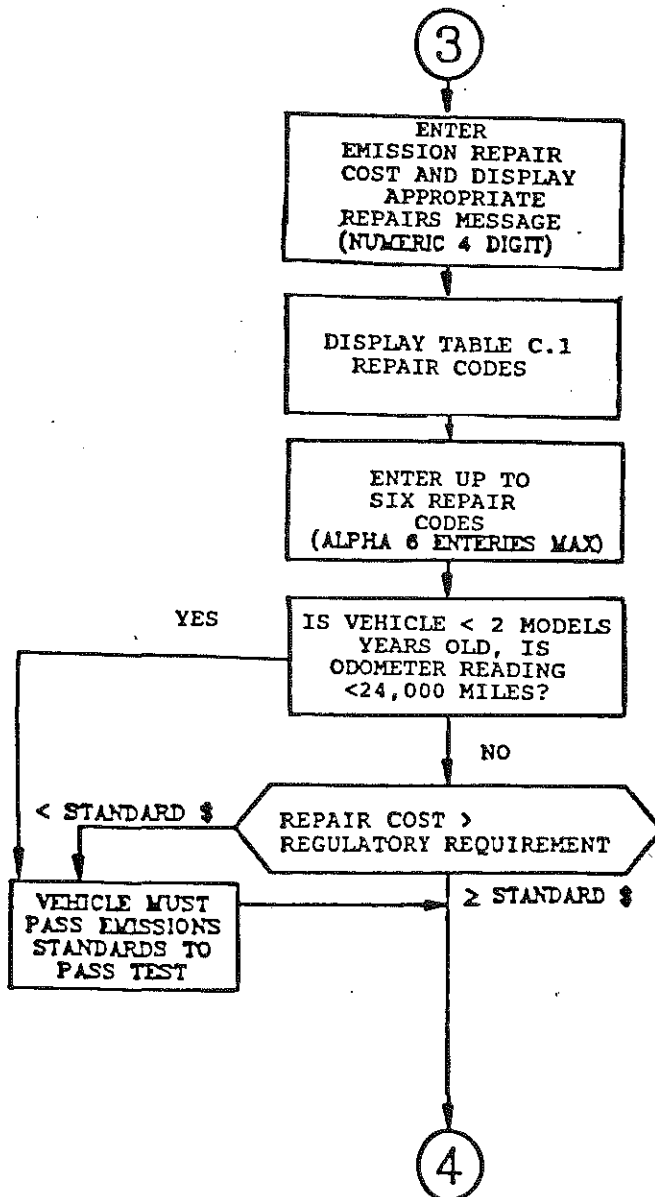 3
ENTER
EMISSION REPAIR
COST AND DISPLAY
APPROPRIATE
REPAIRS MESSAGE
(NUMERIC 4 DIGIT)
DISPLAY TABLE C.1
REPAIR CODES
ENTER UP TO
SIX REPAIR
CODES
(ALPHA 6 ENTERIES MAX)
YES
IS VEHICLE < 2 MODELS
YEARS OLD, IS
ODOMETER READING
<24,000 MILES?
NO
< STANDARD $
REPAIR COST >
REGULATORY REQUIREMENT
≥ STANDARD $
VEHICLE MUST
PASS EMISSIONS
STANDARDS TO
PASS TEST
4